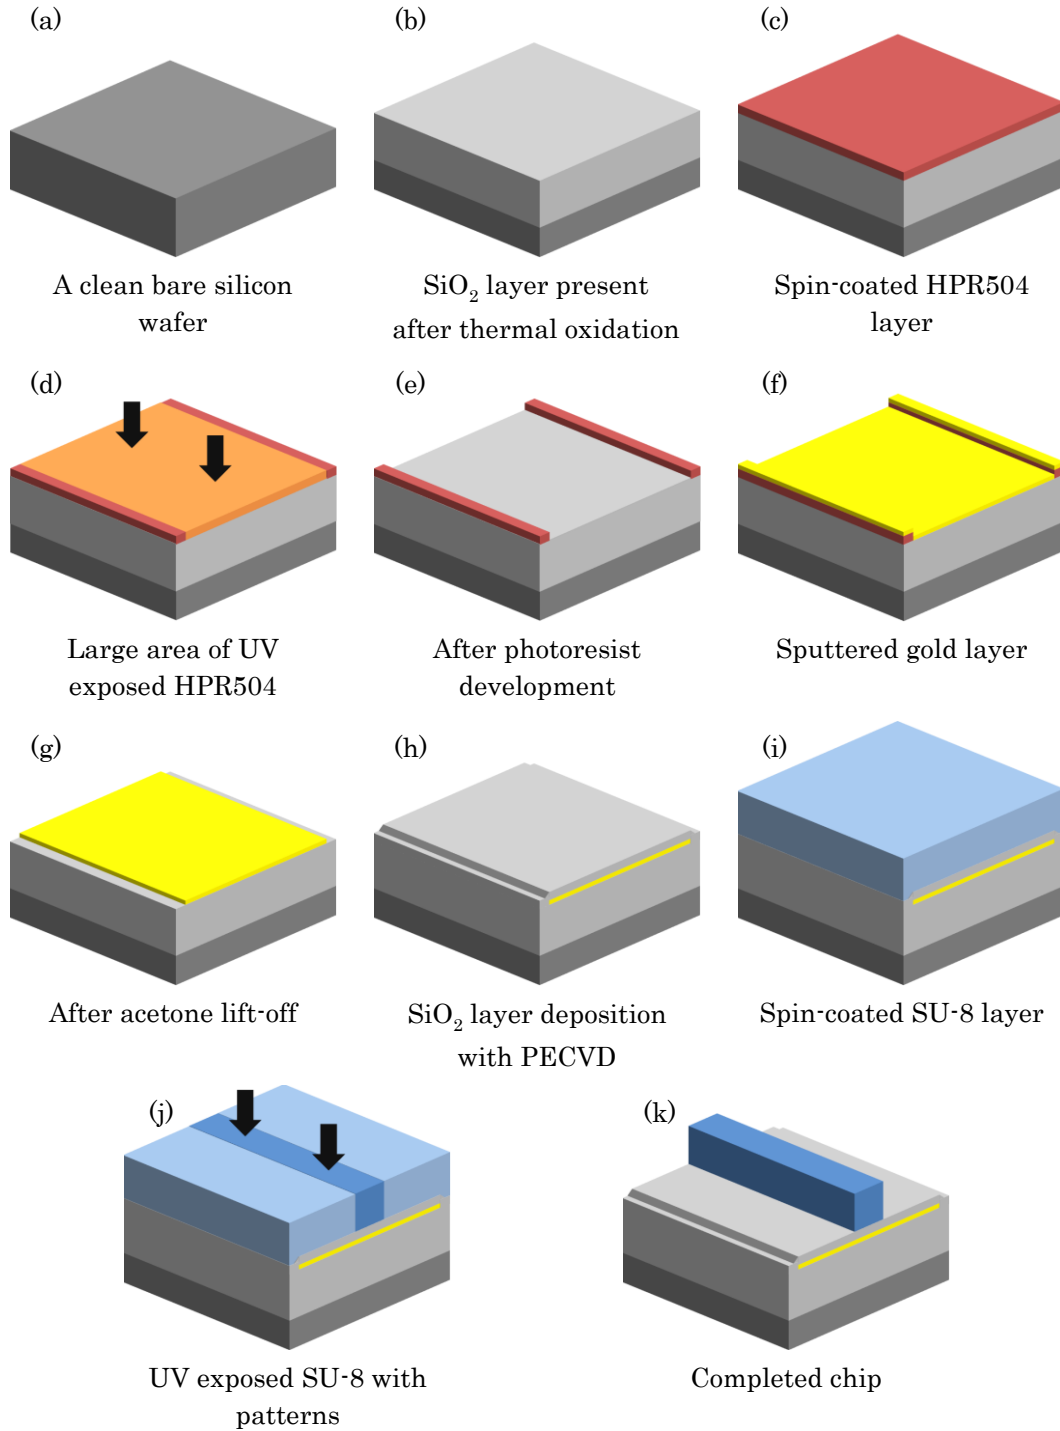 (a)
(b)
(c)
A clean bare silicon
wafer
SiO₂ layer present
after thermal oxidation
Spin-coated HPR504
layer
(d)
(e)
(f)
Large area of UV
exposed HPR504
After photoresist
development
Sputtered gold layer
(g)
(h)
(i)
After acetone lift-off
SiO₂ layer deposition
with PECVD
Spin-coated SU-8 layer
(j)
(k)
UV exposed SU-8 with
patterns
Completed chip